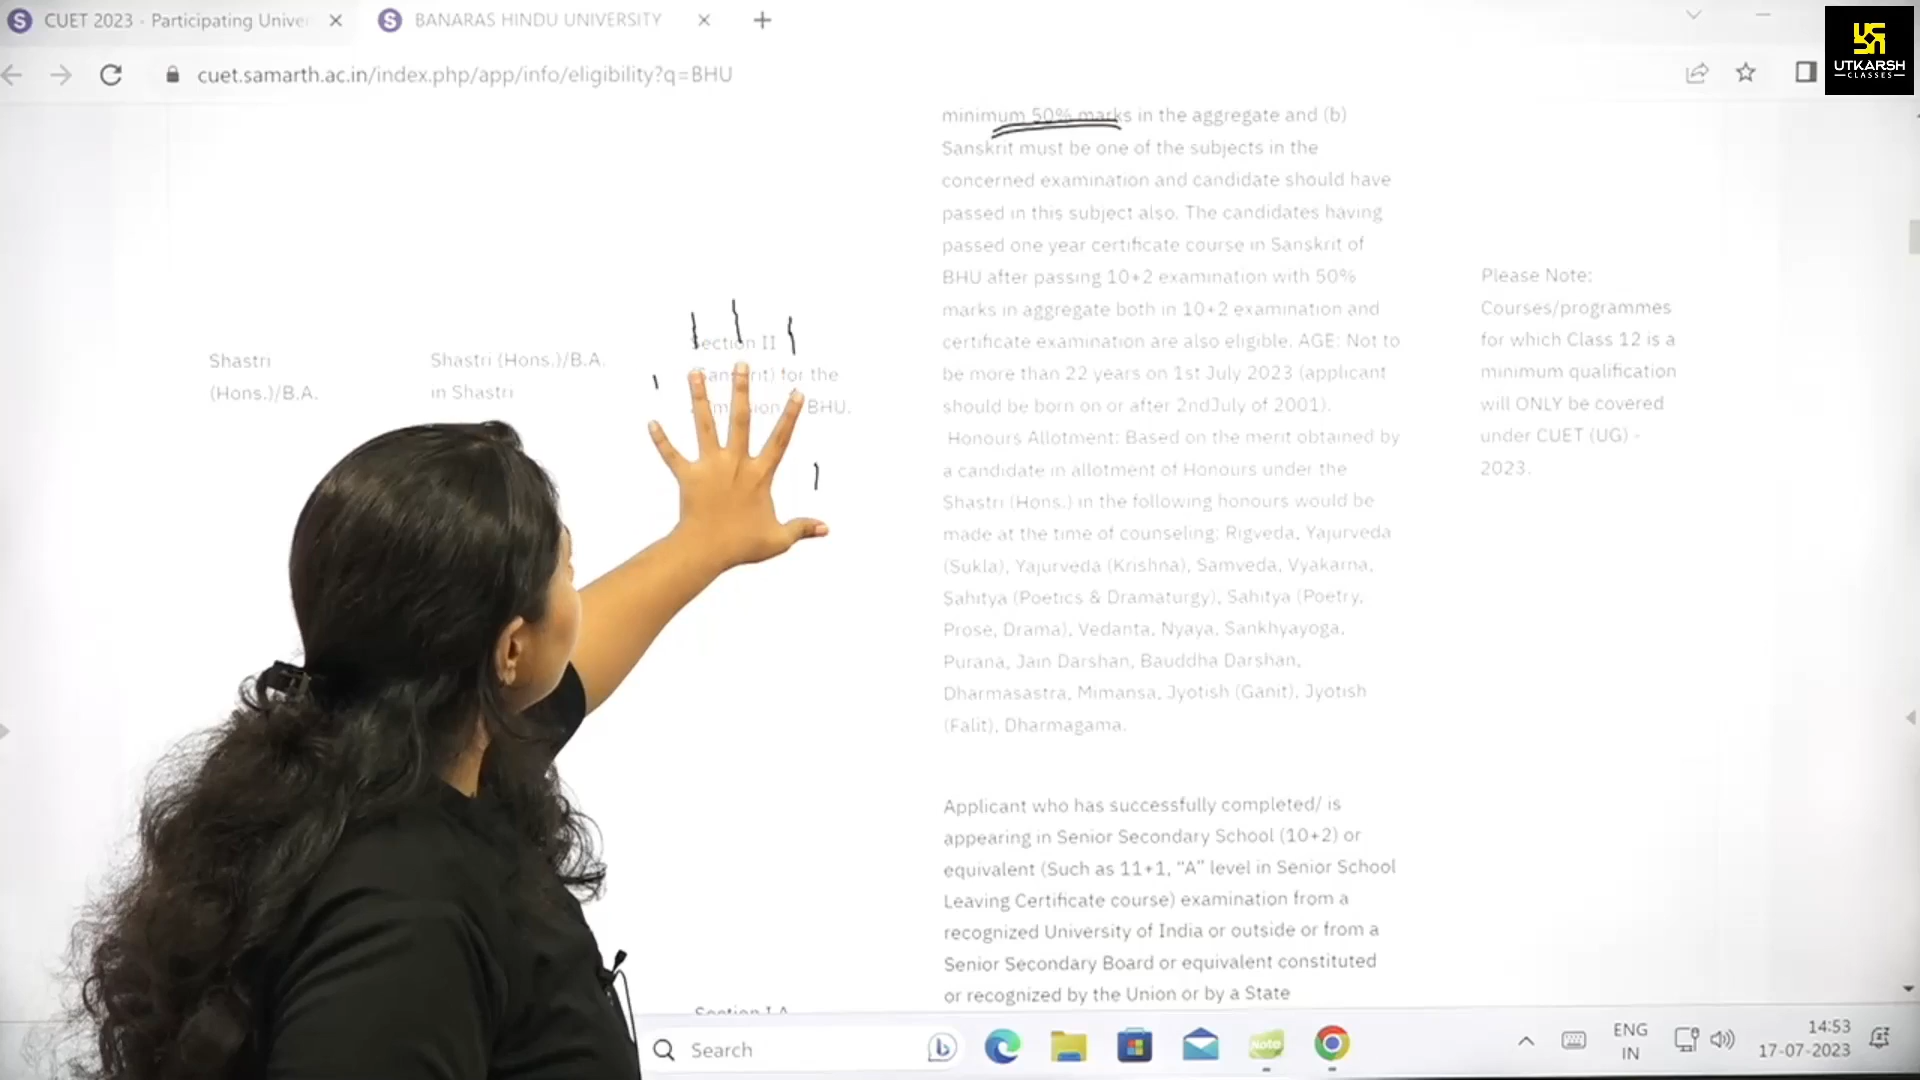 CUET 2023 - Participating Unive
BANARAS HINDU UNIVERSITY
cuet.samarth.ac.in/index.php/app/info/eligibility?q=BHU
UTKARSH
CLASSES
minimum 50% marks in the aggregate and (b)
Sanskrit must be one of the subjects in the
concerned examination and candidate should have
passed in this subject also. The candidates having
passed one year certificate course in Sanskrit of
BHU after passing 10+2 examination with 50%
marks in aggregate both in 10+2 examination and
certificate examination are also eligible. AGE: Not to
be more than 22 years on 1st July 2023 (applicant
should be born on or after 2ndJuly of 2001).
Honours Allotment: Based on the merit obtained by
a candidate in allotment of Honours under the
Shastri (Hons.) in the following honours would be
made at the time of counseling: Rigveda, Yajurveda
(Sukla), Yajurveda (Krishna), Samveda, Vyakarna,
Sahitya (Poetics & Dramaturgy), Sahitya (Poetry,
Prose, Drama), Vedanta, Nyaya, Sankhyayoga,
Purana, Jain Darshan, Bauddha Darshan,
Dharmasastra, Mimansa, Jyotish (Ganit), Jyotish
(Falit), Dharmagama.
Shastri
(Hons.)/B.A.
Shastri (Hons.)/B.A.
in Shastri
Section II
for the
BHU.
Please Note:
Courses/programmes
for which Class 12 is a
minimum qualification
will ONLY be covered
under CUET (UG) -
2023.
Applicant who has successfully completed/ is
appearing in Senior Secondary School (10+2) or
equivalent (Such as 11+1, “A” level in Senior School
Leaving Certificate course) examination from a
recognized University of India or outside or from a
Senior Secondary Board or equivalent constituted
or recognized by the Union or by a State
Search
Note
ENG
IN
14:53
17-07-2023